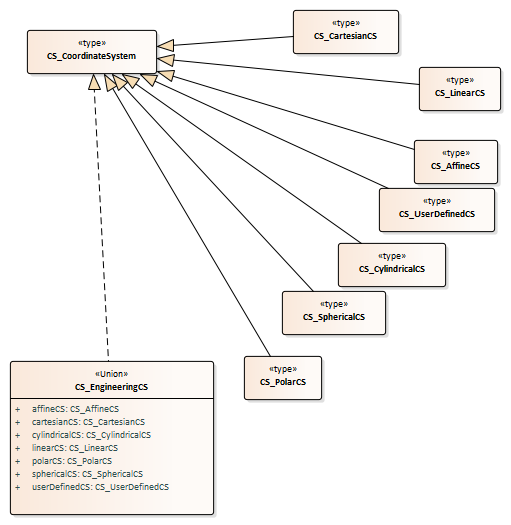 «type»
CS_CartesianCS
«type»
CS_CoordinateSystem
«type»
CS_LinearCS
«type»
CS_AffineCS
«type»
CS_UserDefinedCS
«type»
CS_CylindricalCS
«type»
CS_SphericalCS
«type»
CS_PolarCS
«Union»
CS_EngineeringCS
+ affineCS: CS_AffineCS
+ cartesianCS: CS_CartesianCS
+ cylindricalCS: CS_CylindricalCS
+ linearCS: CS_LinearCS
+ polarCS: CS_PolarCS
+ sphericalCS: CS_SphericalCS
+ userDefinedCS: CS_UserDefinedCS